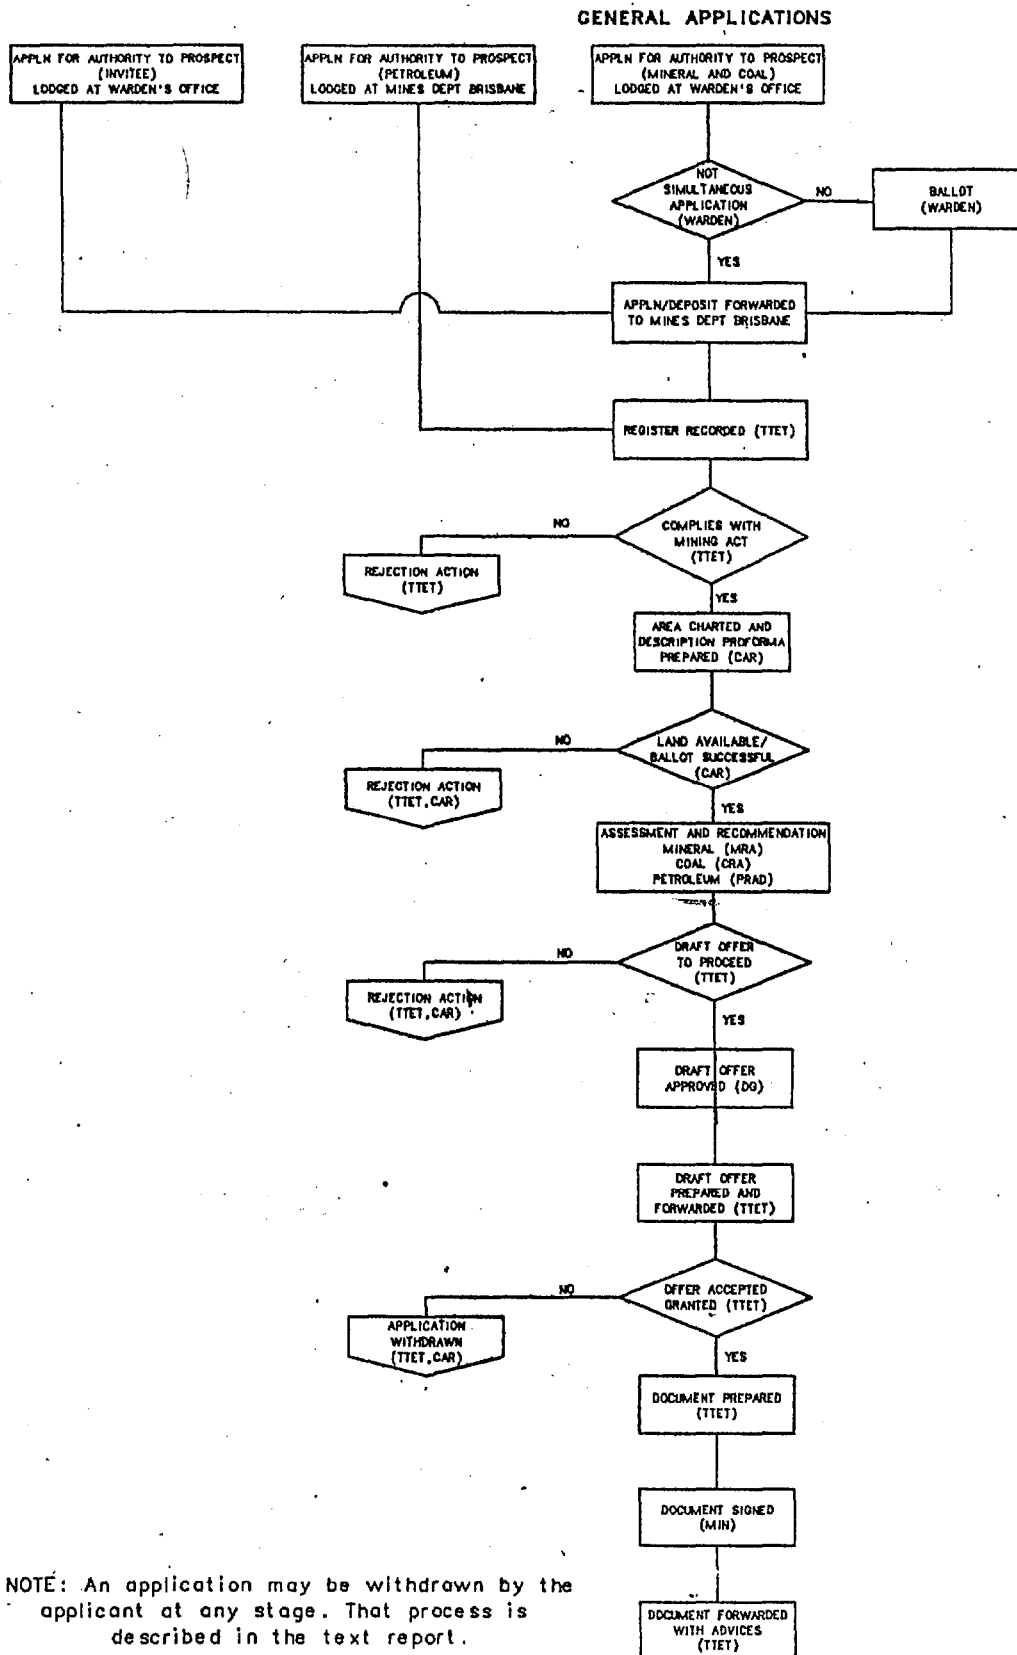 GENERAL APPLICATIONS
APPLN FOR AUTHORITY TO PROSPECT
(INVITEE)
LODGED AT WARDEN'S OFFICE
APPLN FOR AUTHORITY TO PROSPECT
(PETROLEUM)
LODGED AT MINES DEPT BRISBANE
APPLN FOR AUTHORITY TO PROSPECT
(MINERAL AND COAL)
LODGED AT WARDEN'S OFFICE
NOT
SIMULTANEOUS
APPLICATION
(WARDEN)
NO
BALLOT
(WARDEN)
YES
APPLN/DEPOSIT FORWARDED
TO MINES DEPT BRISBANE
REGISTER RECORDED (TTET)
COMPLIES WITH
MINING ACT
(TTET)
NO
REJECTION ACTION
(TTET)
YES
AREA CHARTED AND
DESCRIPTION PROFORMA
PREPARED (CAR)
LAND AVAILABLE/
BALLOT SUCCESSFUL
(CAR)
NO
REJECTION ACTION
(TTET,CAR)
YES
ASSESSMENT AND RECOMMENDATION
MINERAL (MRA)
COAL (CRA)
PETROLEUM (PRAD)
DRAFT OFFER
TO PROCEED
(TTET)
NO
REJECTION ACTION
(TTET,CAR)
YES
DRAFT OFFER
APPROVED (DG)
DRAFT OFFER
PREPARED AND
FORWARDED (TTET)
OFFER ACCEPTED
GRANTED (TTET)
NO
APPLICATION
WITHDRAWN
(TTET,CAR)
YES
DOCUMENT PREPARED
(TTET)
DOCUMENT SIGNED
(MIN)
DOCUMENT FORWARDED
WITH ADVICES
(TTET)
NOTE: An application may be withdrawn by the
applicant at any stage. That process is
described in the text report.